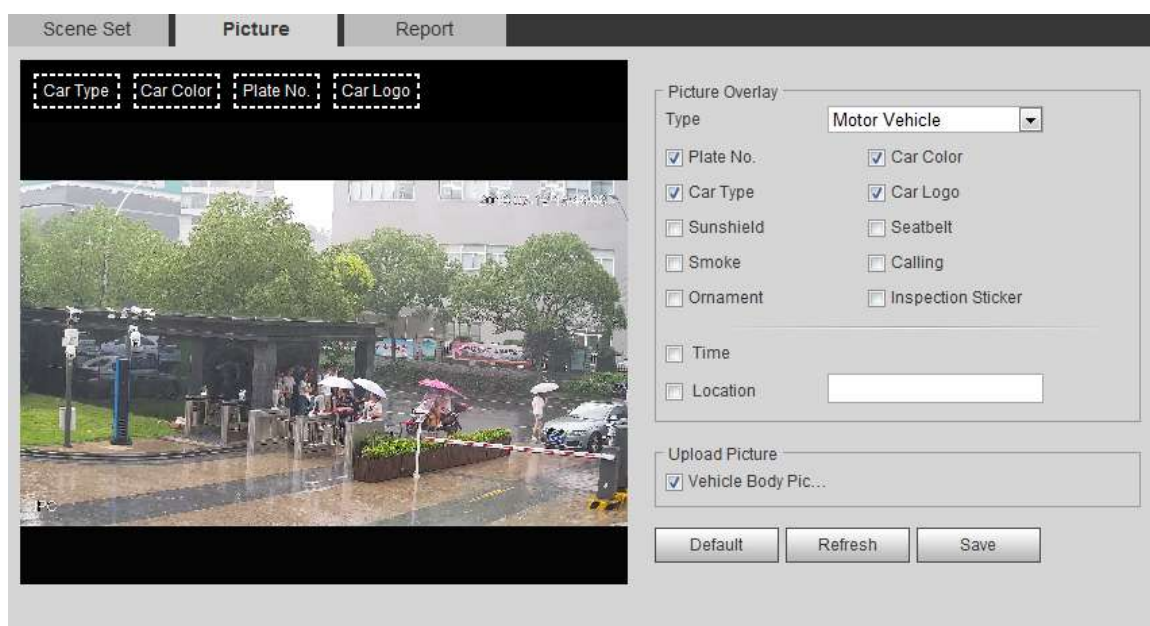 Scene Set Picture Report
Car Type Car Color Plate No. Car Logo
Picture Overlay
Type Motor Vehicle
Plate No. Car Color
Car Type Car Logo
Sunshield Seatbelt
Smoke Calling
Ornament Inspection Sticker
Time
Location
Upload Picture
Vehicle Body Pic...
Default Refresh Save